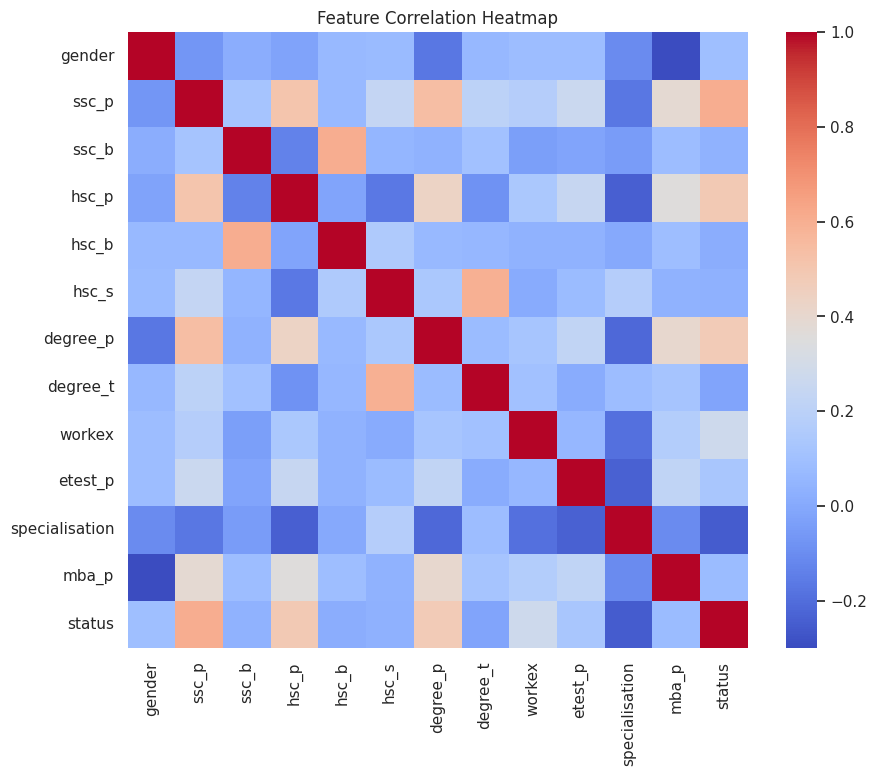 Feature Correlation Heatmap
gender
ssc_p
ssc_b
hsc_p
hsc_b
hsc_s
degree_p
degree_t
workex
etest_p
specialisation
mba_p
status
gender
ssc_p
ssc_b
hsc_p
hsc_b
hsc_s
degree_p
degree_t
workex
etest_p
specialisation
mba_p
status
1.0
0.8
0.6
0.4
0.2
0.0
−0.2